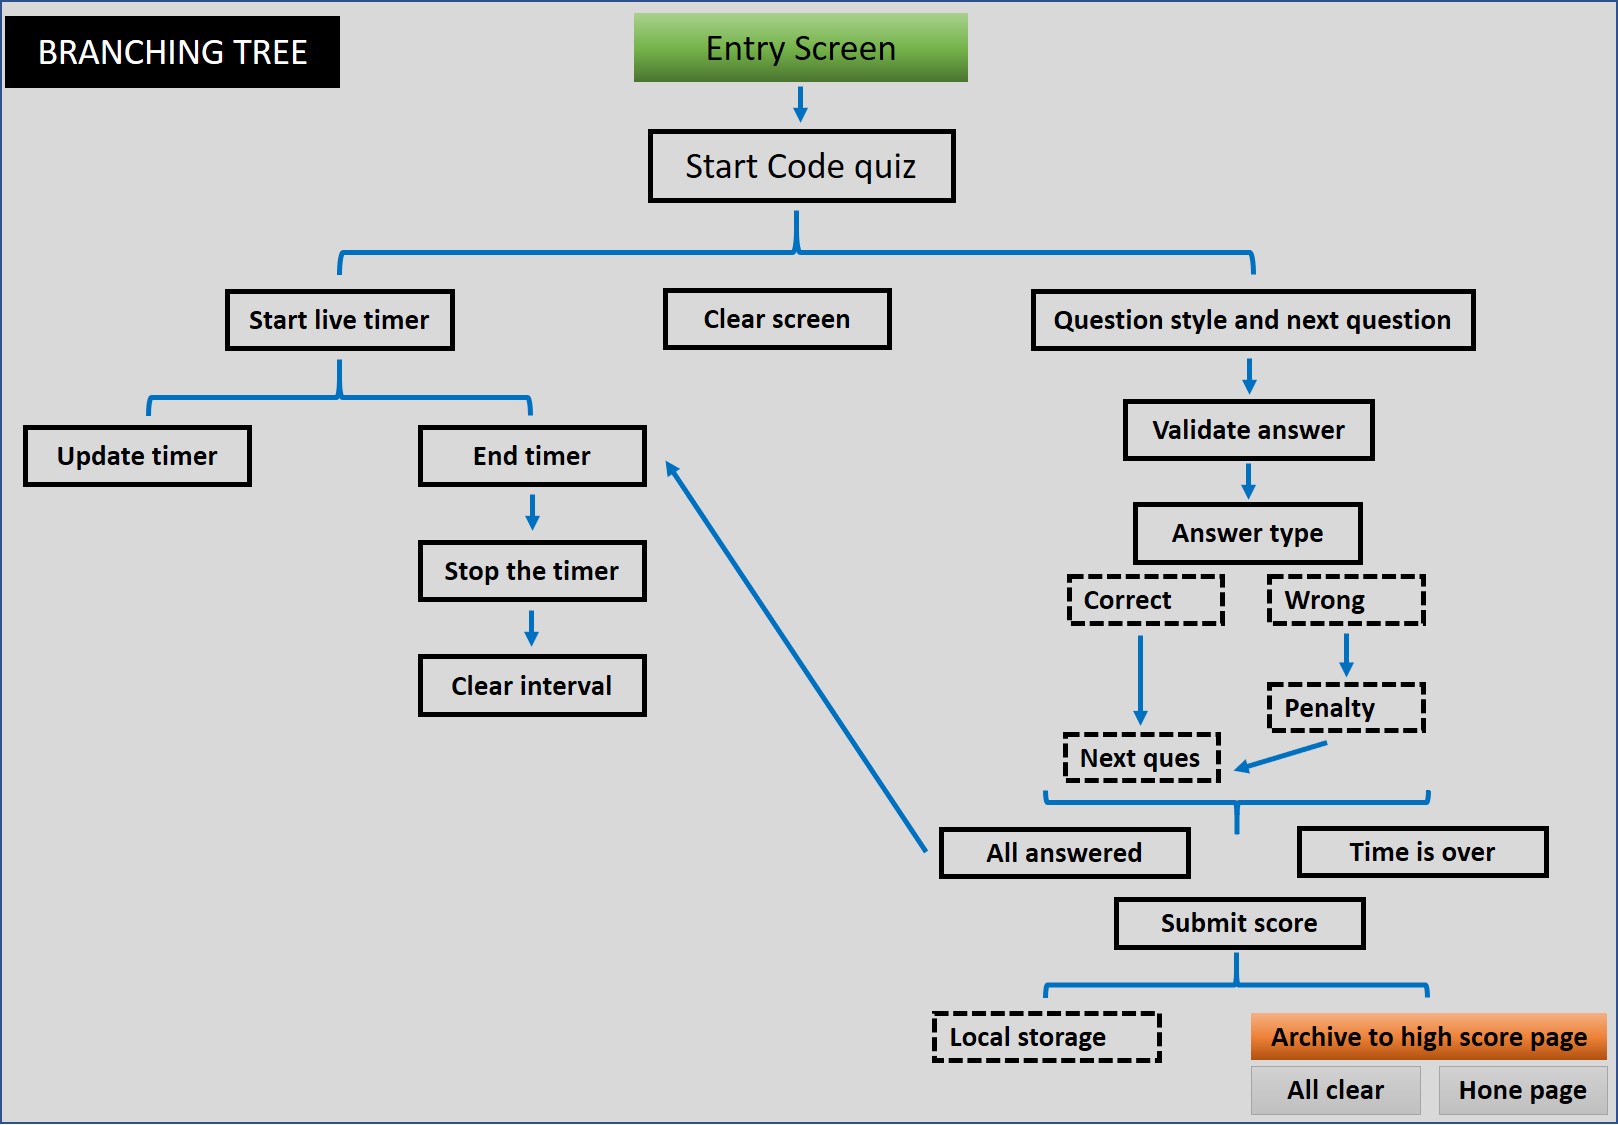 BRANCHING TREE
Entry Screen
Start Code quiz
Start live timer
Clear screen
Question style and next question
Update timer
End timer
Validate answer
Stop the timer
Answer type
Correct
Wrong
Clear interval
Penalty
Next ques
All answered
Time is over
Submit score
Local storage
Archive to high score page
All clear
Hone page